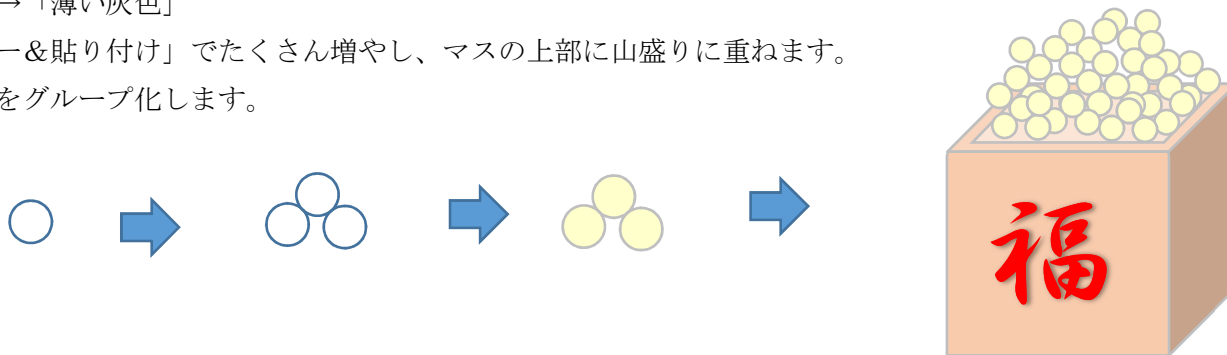 →「薄い灰色」
ー＆貼り付け」でたくさん増やし、マスの上部に山盛りに重ねます。
をグループ化します。
福